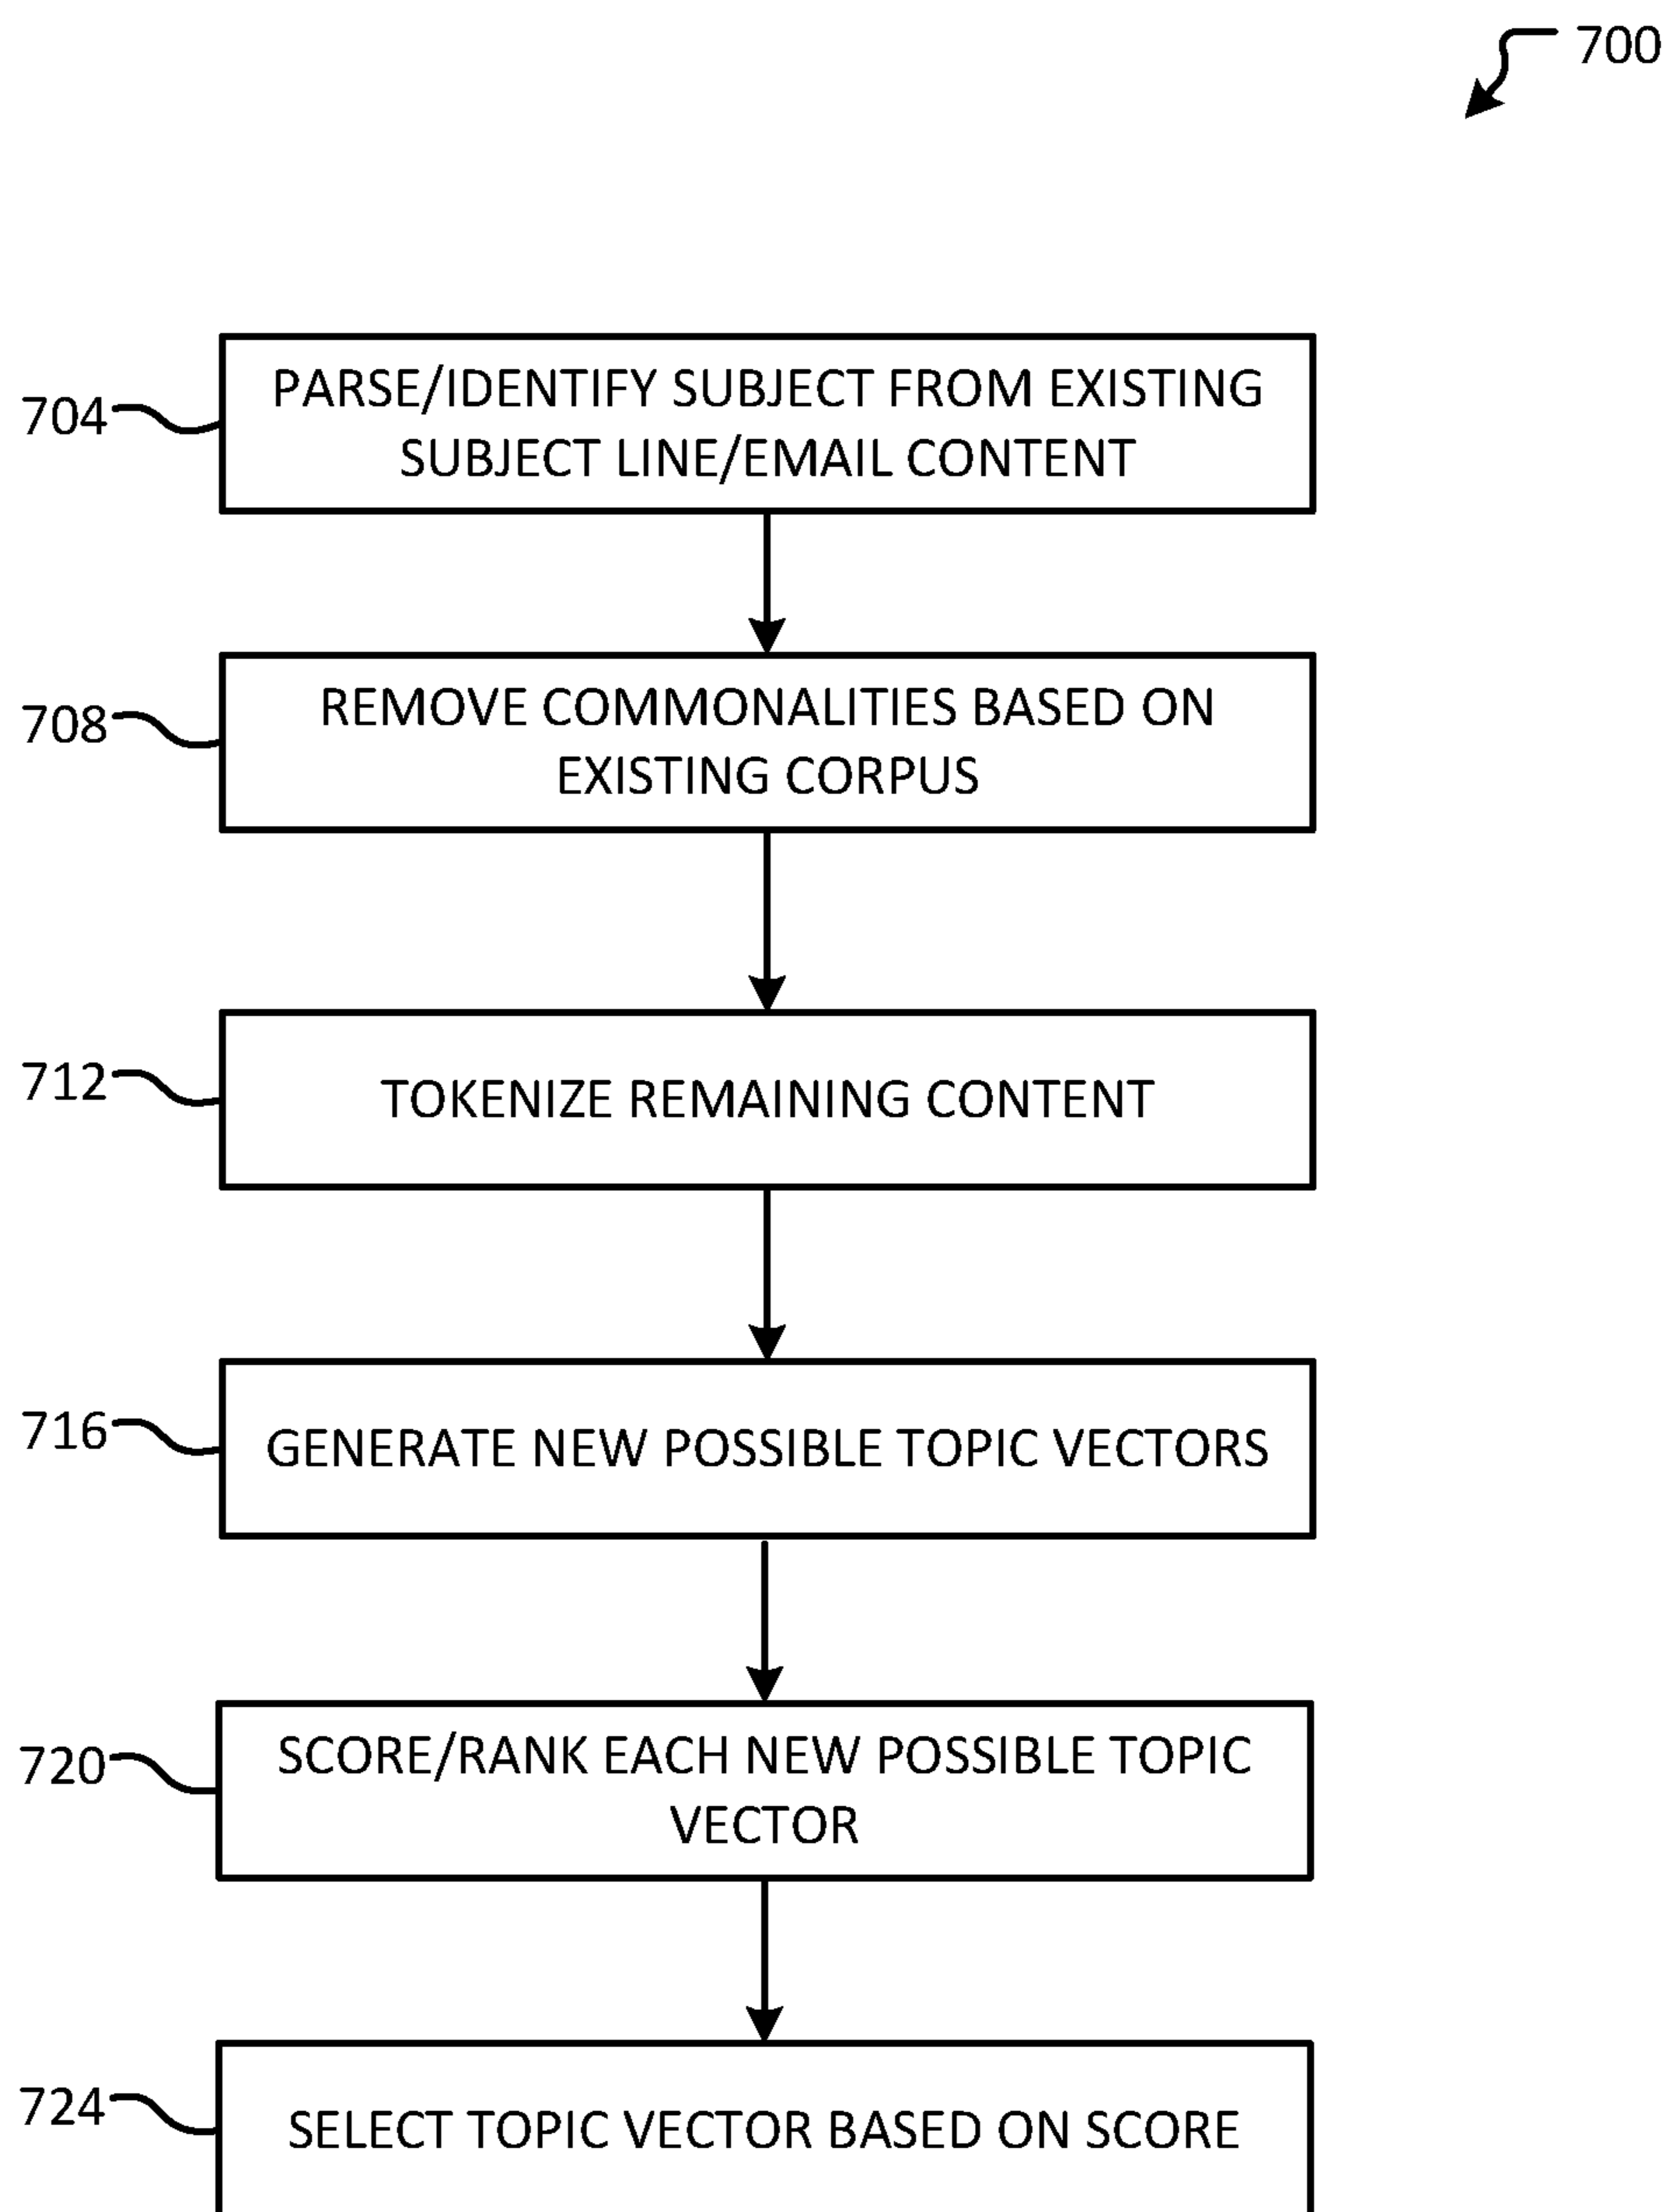 700
704
PARSE/IDENTIFY SUBJECT FROM EXISTING
SUBJECT LINE/EMAIL CONTENT
708
REMOVE COMMONALITIES BASED ON
EXISTING CORPUS
712
TOKENIZE REMAINING CONTENT
716
GENERATE NEW POSSIBLE TOPIC VECTORS
720
SCORE/RANK EACH NEW POSSIBLE TOPIC
VECTOR
724
SELECT TOPIC VECTOR BASED ON SCORE